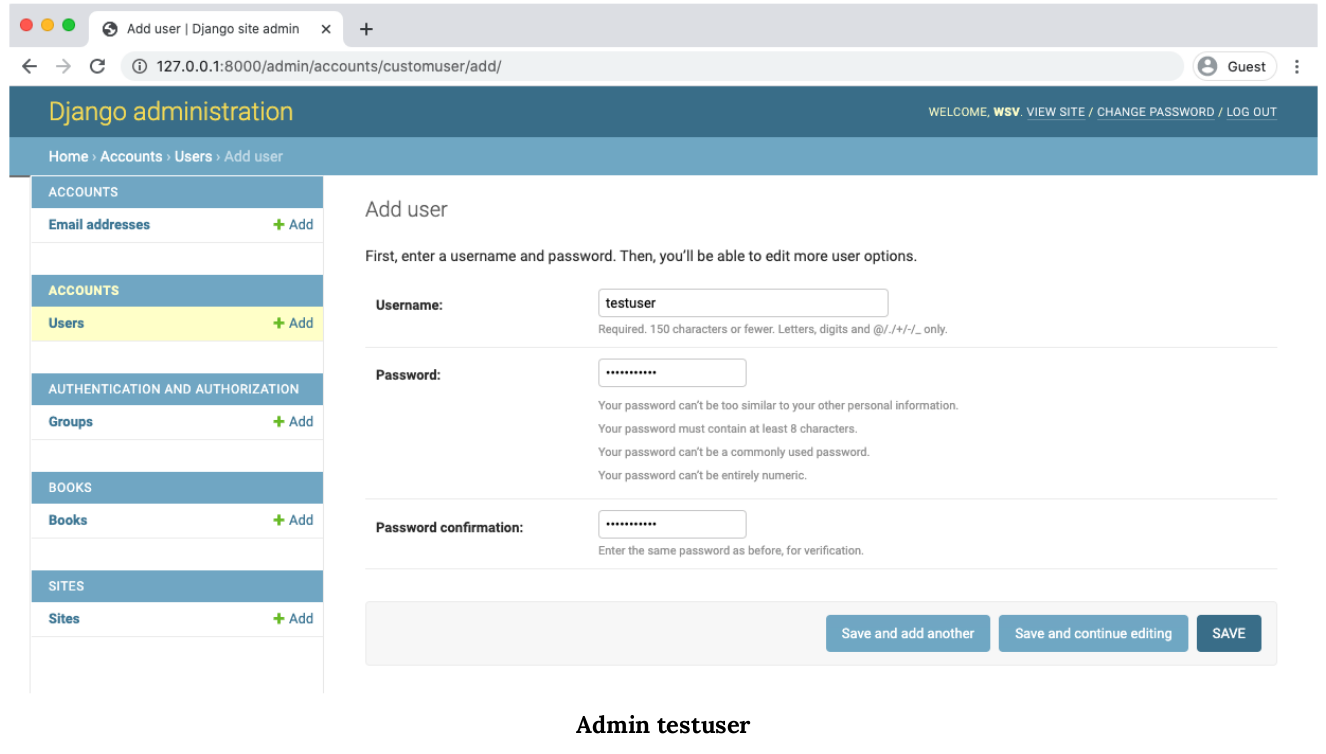 Add user | Django site admin
127.0.0.1:8000/admin/accounts/customuser/add/
Guest
Django administration
WELCOME, WSV. VIEW SITE / CHANGE PASSWORD / LOG OUT
Home › Accounts › Users › Add user
ACCOUNTS
Email addresses + Add
ACCOUNTS
Users + Add
AUTHENTICATION AND AUTHORIZATION
Groups + Add
BOOKS
Books + Add
SITES
Sites + Add
Add user
First, enter a username and password. Then, you’ll be able to edit more user options.
Username: testuser
Required. 150 characters or fewer. Letters, digits and @/./+/-/_ only.
Password: •••••••••••
Your password can’t be too similar to your other personal information.
Your password must contain at least 8 characters.
Your password can’t be a commonly used password.
Your password can’t be entirely numeric.
Password confirmation: •••••••••••
Enter the same password as before, for verification.
Save and add another Save and continue editing SAVE
Admin testuser